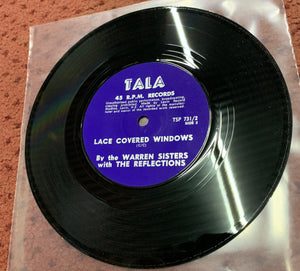 TALA
45 R.P.M. RECORDS
TSP 731/2
SIDE 2
LACE COVERED WINDOWS
By the WARREN SISTERS
with THE REFLECTIONS